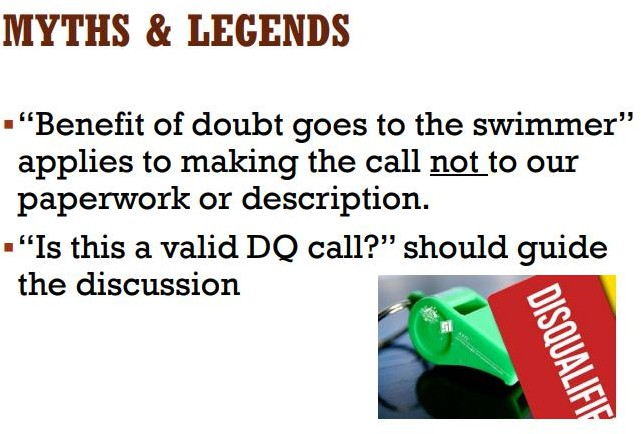 MYTHS & LEGENDS
“Benefit of doubt goes to the swimmer”
applies to making the call not to our
paperwork or description.
“Is this a valid DQ call?” should guide
the discussion
DISQUALIFIE